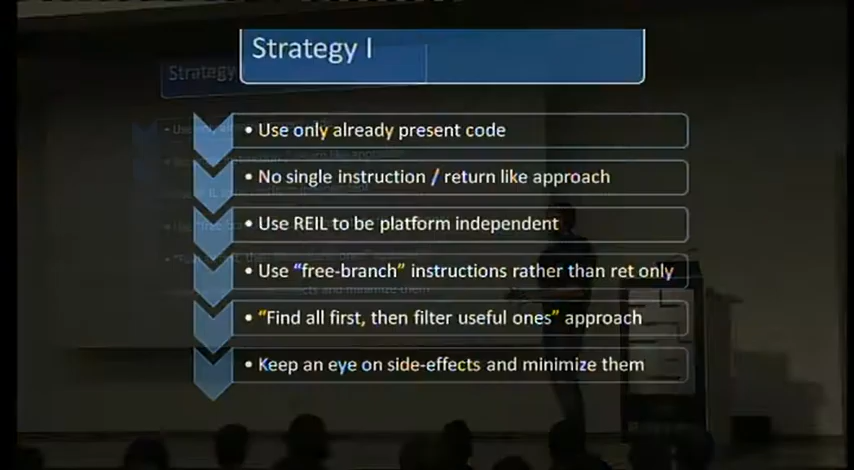 Strategy I
• Use only already present code
• No single instruction / return like approach
• Use REIL to be platform independent
• Use "free-branch" instructions rather than ret only
• "Find all first, then filter useful ones" approach
• Keep an eye on side-effects and minimize them